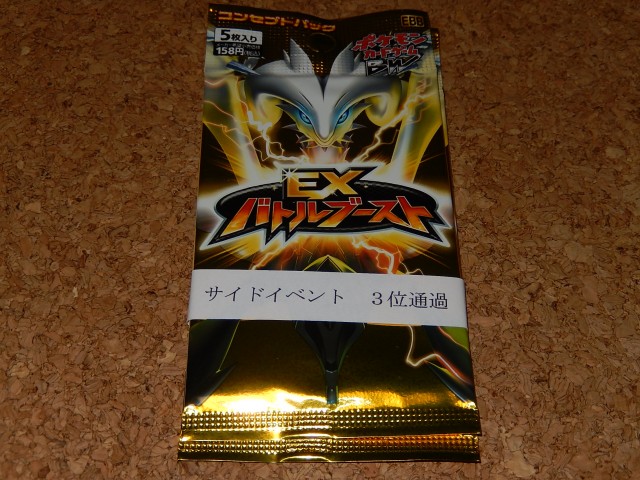 コンセプトパック
EBB
5枚入り
158円(税込)
ポケモン
カードゲーム
BW
EX
バトルブースト
サイドイベント 3位通過